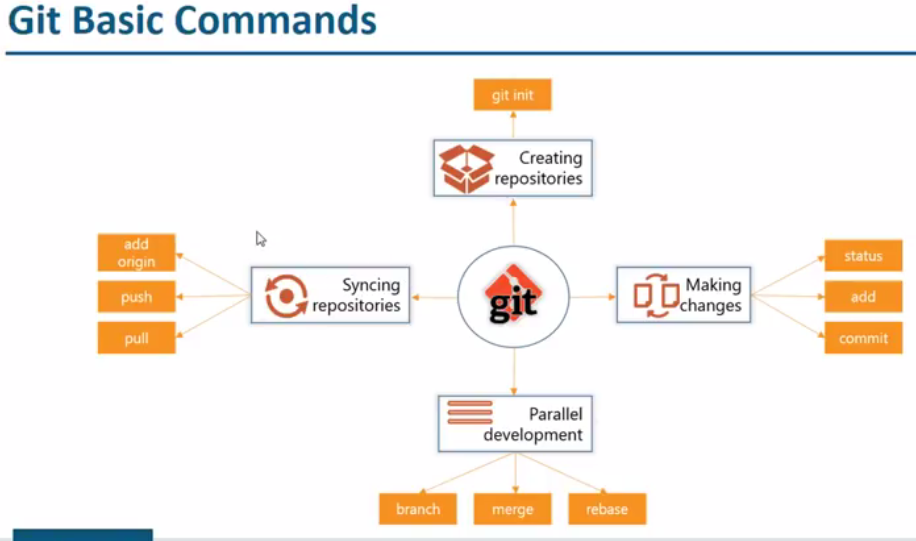 Git Basic Commands
git init
Creating
repositories
add
origin
push
pull
Syncing
repositories
git
Making
changes
status
add
commit
Parallel
development
branch
merge
rebase